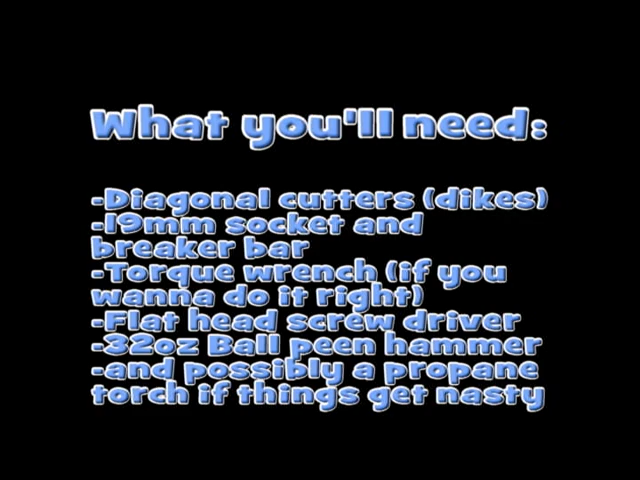 What you'll need:
-Diagonal cutters (dikes)
-19mm socket and
breaker bar
-Torque wrench (if you
wanna do it right)
-Flat head screw driver
-32oz Ball peen hammer
-and possibly a propane
torch if things get nasty